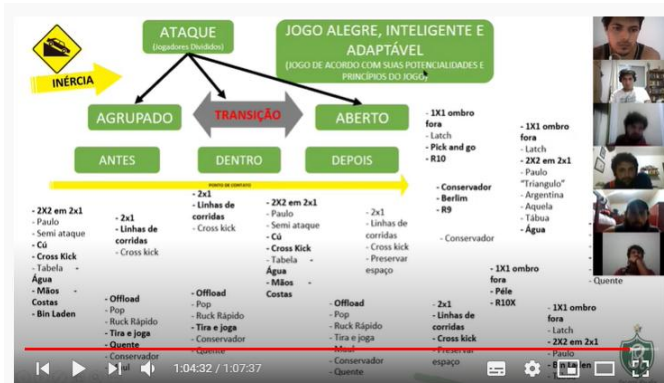 ATAQUE
(Jogadores Divididos)
JOGO ALEGRE, INTELIGENTE E
ADAPTÁVEL
(JOGO DE ACORDO COM SUAS POTENCIALIDADES E
PRINCÍPIOS DO JOGO)
INÉRCIA
AGRUPADO
TRANSIÇÃO
ABERTO
ANTES
DENTRO
DEPOIS
PONTO DE CONTATO
- 2X2 em 2x1
- Paulo
- Semi ataque
- Cú
- Cross Kick
- Tabela -
Água
- Mãos -
Costas
- Bin Laden
- 2x1
- Linhas de
corridas
- Cross kick
- Offload
- Pop
- Ruck Rápido
- Tira e joga
- Quente
- Conservador
- 2x1
- Linhas de
corridas
- Cross kick
- Offload
- Pop
- Ruck Rápido
- Tira e joga
- Conservador
- Quente
- 2X2 em 2x1
- Paulo
- Semi ataque
- Cú
- Cross Kick
- Tabela -
Água
- Mãos -
Costas
- 2x1
- Linhas de
corridas
- Cross kick
- Preservar
espaço
- Offload
- Pop
- Ruck Rápido
- Tira e joga
- Conservador
- Quente
- 1X1 ombro
fora
- Latch
- Pick and go
- R10
- Conservador
- Berlim
- R9
- Conservador
- 2x1
- Linhas de
corridas
- Cross kick
- Preservar
espaço
- 1X1 ombro
fora
- Latch
- 2X2 em 2x1
- Paulo
"Triangulo"
- Argentina
- Aquela
- Tábua
- Água
- 1X1 ombro
fora
- Péle
- R10X
- 1X1 ombro
fora
- Latch
- 2X2 em 2x1
- Paulo
- Bin Laden
- Quente
1:04:32 / 1:07:37